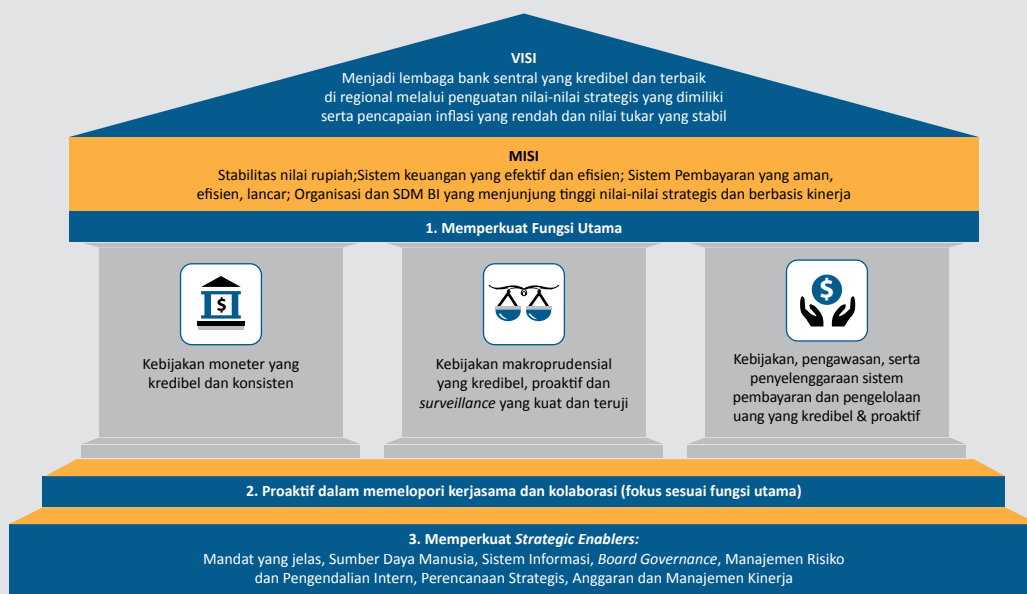 VISI
Menjadi lembaga bank sentral yang kredibel dan terbaik
di regional melalui penguatan nilai-nilai strategis yang dimiliki
serta pencapaian inflasi yang rendah dan nilai tukar yang stabil
MISI
Stabilitas nilai rupiah;Sistem keuangan yang efektif dan efisien; Sistem Pembayaran yang aman,
efisien, lancar; Organisasi dan SDM BI yang menjunjung tinggi nilai-nilai strategis dan berbasis kinerja
1. Memperkuat Fungsi Utama
$
Kebijakan moneter yang
kredibel dan konsisten
Kebijakan makroprudensial
yang kredibel, proaktif dan
surveillance yang kuat dan teruji
$
Kebijakan, pengawasan, serta
penyelenggaraan sistem
pembayaran dan pengelolaan
uang yang kredibel & proaktif
2. Proaktif dalam memelopori kerjasama dan kolaborasi (fokus sesuai fungsi utama)
3. Memperkuat Strategic Enablers:
Mandat yang jelas, Sumber Daya Manusia, Sistem Informasi, Board Governance, Manajemen Risiko
dan Pengendalian Intern, Perencanaan Strategis, Anggaran dan Manajemen Kinerja